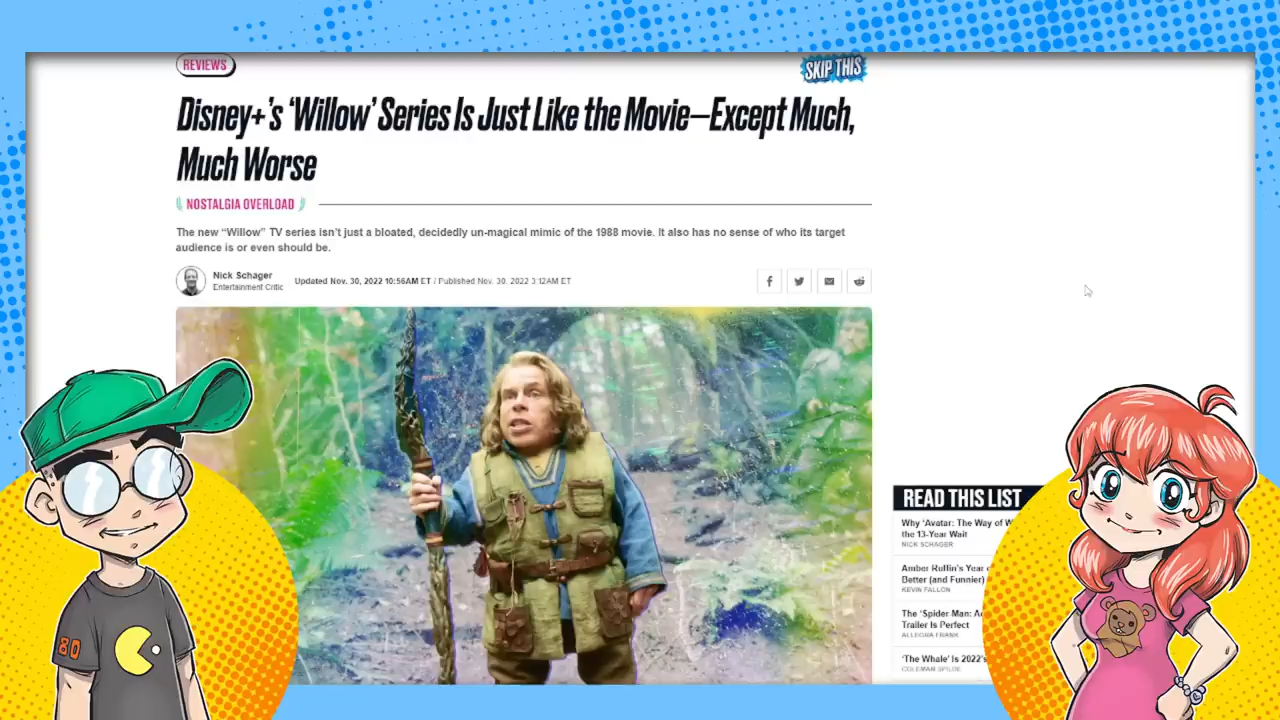 REVIEWS
SKIP THIS
Disney+'s 'Willow' Series Is Just Like the Movie—Except Much,
Much Worse
NOSTALGIA OVERLOAD
The new “Willow” TV series isn’t just a bloated, decidedly un-magical mimic of the 1988 movie. It also has no sense of who its target
audience is or even should be.
Nick Schager
Entertainment Critic
Updated Nov. 30, 2022 10:56AM ET / Published Nov. 30, 2022 3:12AM ET
READ THIS LIST
Why ‘Avatar: The Way of W
the 13-Year Wait
NICK SCHAGER
Amber Ruffin's Year
Better (and Funnier)
KEVIN FALLON
The ‘Spider Man: A
Trailer Is Perfect
ALLEGRA FRANK
‘The Whale’ Is 2022’s
COLEMAN SPILDE
80